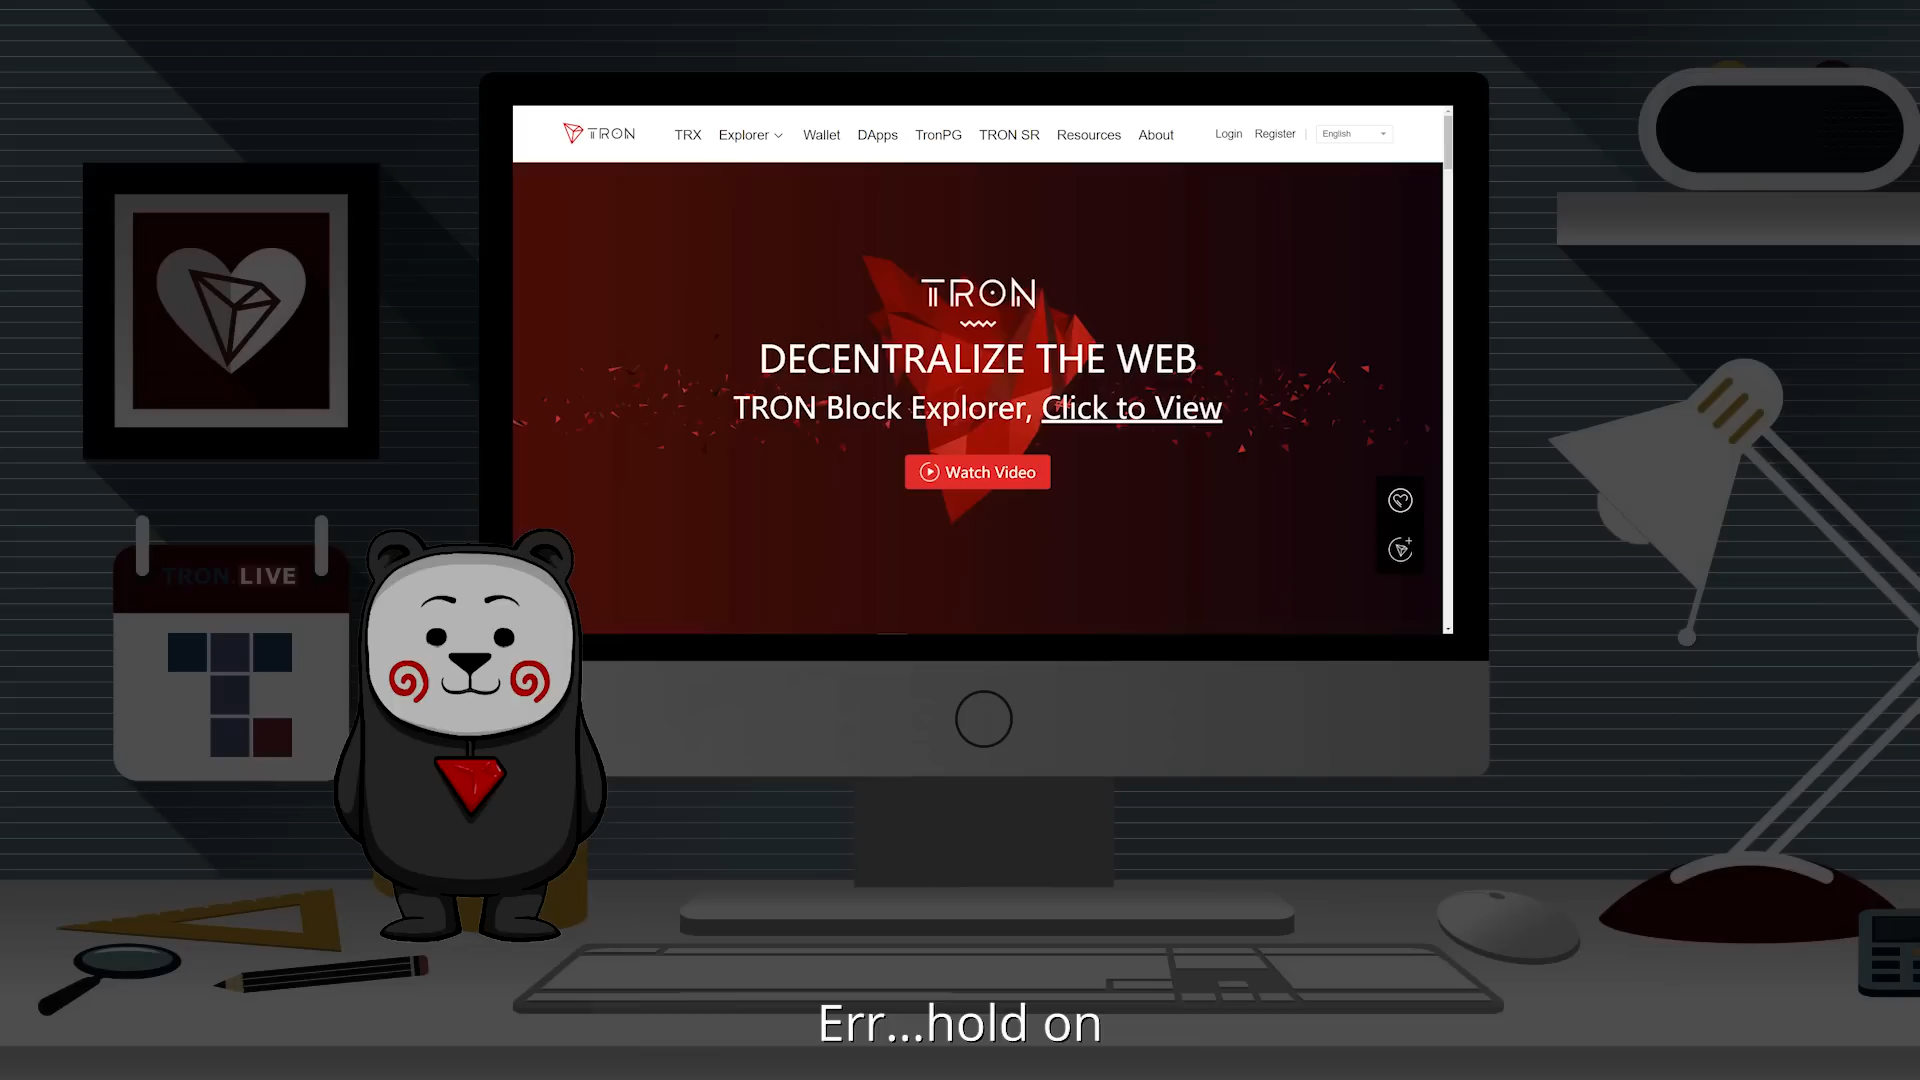 TRON
TRX Explorer Wallet DApps TronPG TRON SR Resources About
Login Register | English
TRON
DECENTRALIZE THE WEB
TRON Block Explorer, Click to View
Watch Video
TRON.LIVE
Err...hold on